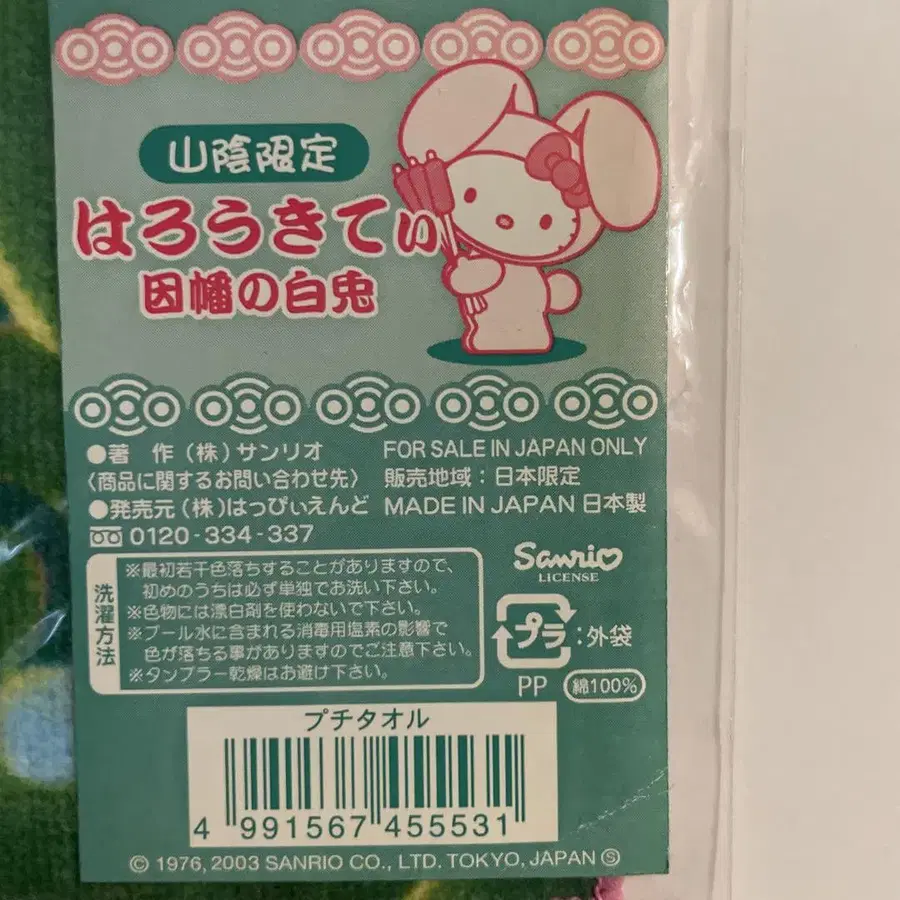 山陰限定
はろうきてぃ
因幡の白兎
●著 作(株)サンリオ
〈商品に関するお問い合わせ先〉
●発売元(株)はっぴいえんど
0120-334-337
FOR SALE IN JAPAN ONLY
販売地域:日本限定
MADE IN JAPAN 日本製
洗濯方法
※最初若干色落ちすることがありますので、
初めのうちは必ず単独でお洗い下さい。
※色物には漂白剤を使わないで下さい。
※プール水に含まれる消毒用塩素の影響で
色が落ちる事がありますのでご注意下さい。
※タンブラー乾燥はお避け下さい。
Sanrio
LICENSE
プラ:外袋
PP 綿100%
プチタオル
4 991567 455531
© 1976, 2003 SANRIO CO., LTD. TOKYO, JAPAN Ⓢ